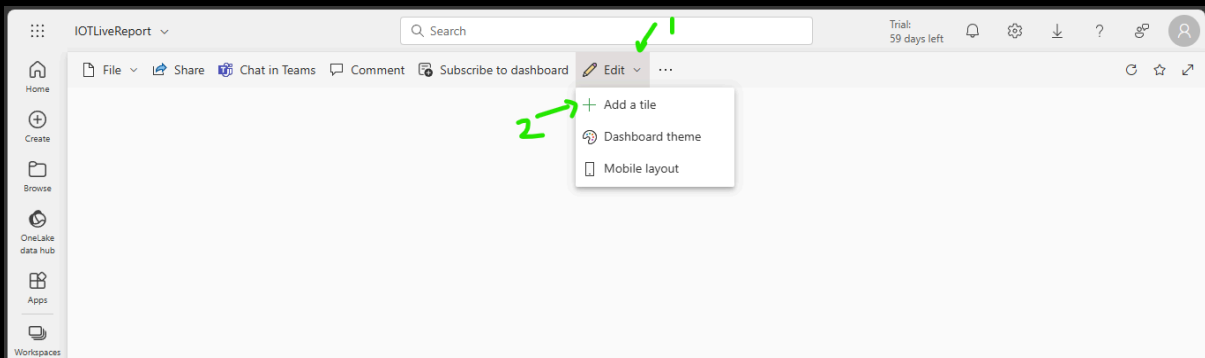 IOTLiveReport
Search
Trial:
59 days left
1
File Share Chat in Teams Comment Subscribe to dashboard Edit ...
2
Add a tile
Dashboard theme
Mobile layout
Home
Create
Browse
OneLake
data hub
Apps
Workspaces